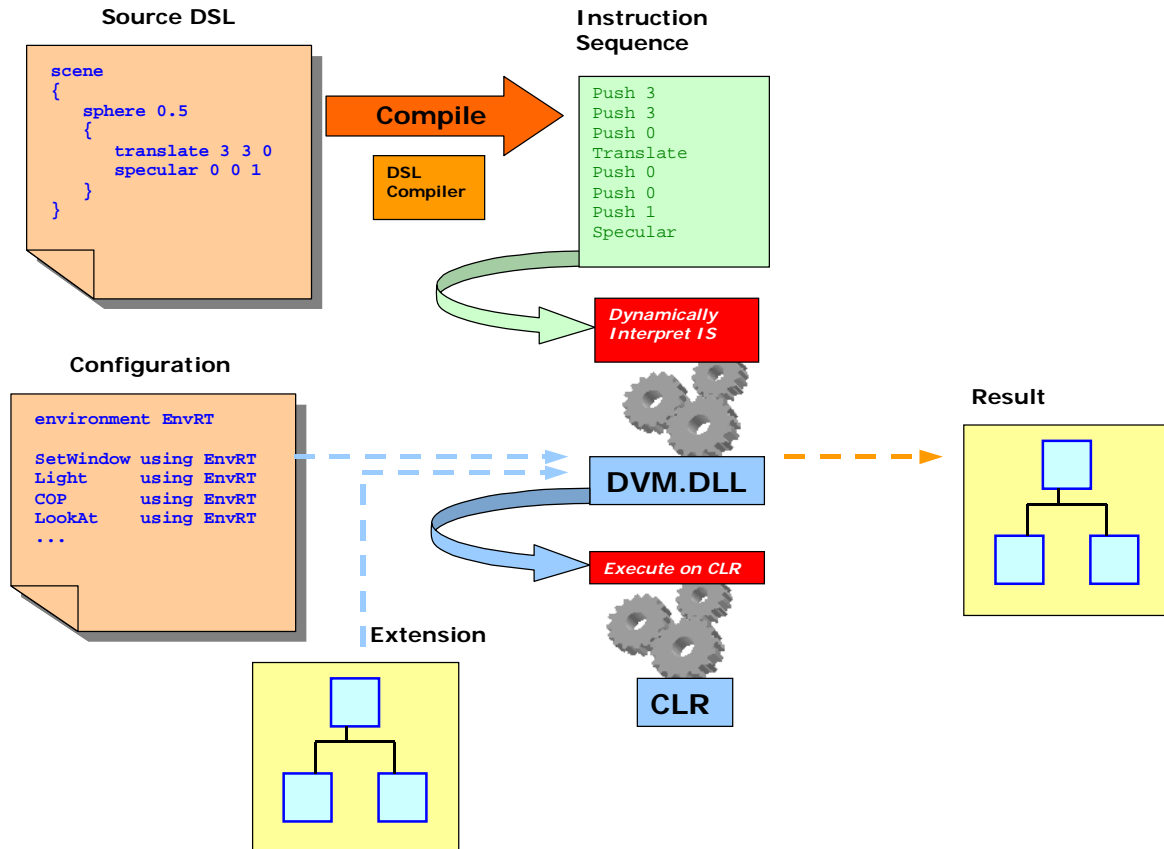 Source DSL
scene
{
sphere 0.5
{
translate 3 3 0
specular 0 0 1
}
}
Compile
DSL
Compiler
Instruction
Sequence
Push 3
Push 3
Push 0
Translate
Push 0
Push 0
Push 1
Specular
Dynamically
Interpret IS
Configuration
environment EnvRT
SetWindow using EnvRT
Light using EnvRT
COP using EnvRT
LookAt using EnvRT
...
DVM.DLL
Result
Execute on CLR
Extension
CLR